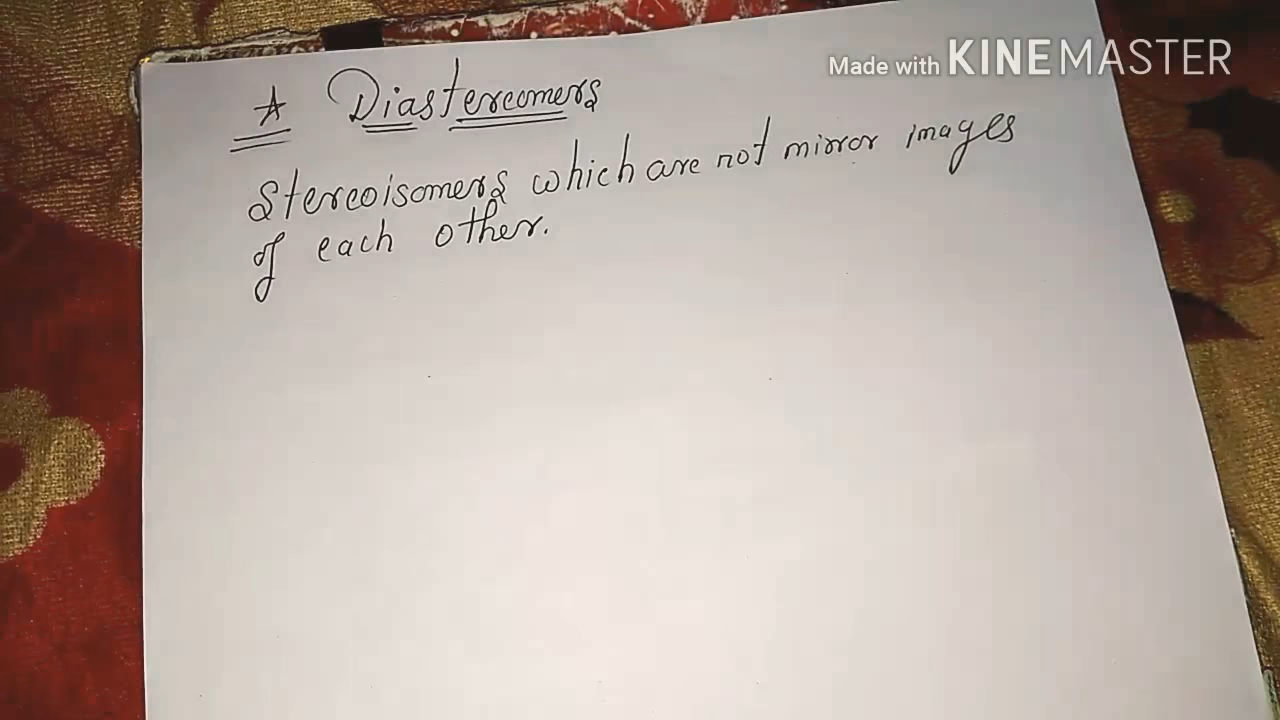 Made with KINEMASTER
☆ Diastereomers
Stereoisomers which are not mirror images
of each other.